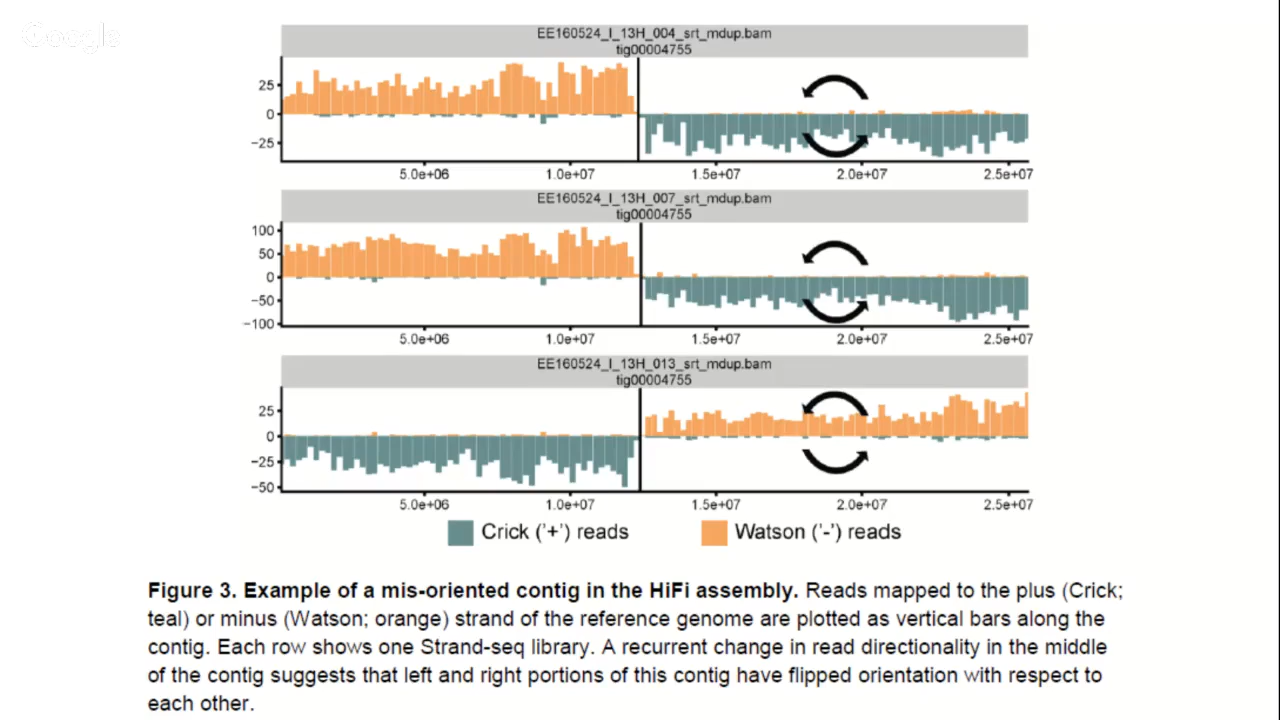 Google
EE160524_I_13H_004_srt_mdup.bam
tig00004755
25
0
−25
5.0e+06 1.0e+07 1.5e+07 2.0e+07 2.5e+07
EE160524_I_13H_007_srt_mdup.bam
tig00004755
100
50
0
−50
−100
5.0e+06 1.0e+07 1.5e+07 2.0e+07 2.5e+07
EE160524_I_13H_013_srt_mdup.bam
tig00004755
25
0
−25
−50
5.0e+06 1.0e+07 1.5e+07 2.0e+07 2.5e+07
Crick ('+') reads Watson ('-') reads
Figure 3. Example of a mis-oriented contig in the HiFi assembly. Reads mapped to the plus (Crick;
teal) or minus (Watson; orange) strand of the reference genome are plotted as vertical bars along the
contig. Each row shows one Strand-seq library. A recurrent change in read directionality in the middle
of the contig suggests that left and right portions of this contig have flipped orientation with respect to
each other.